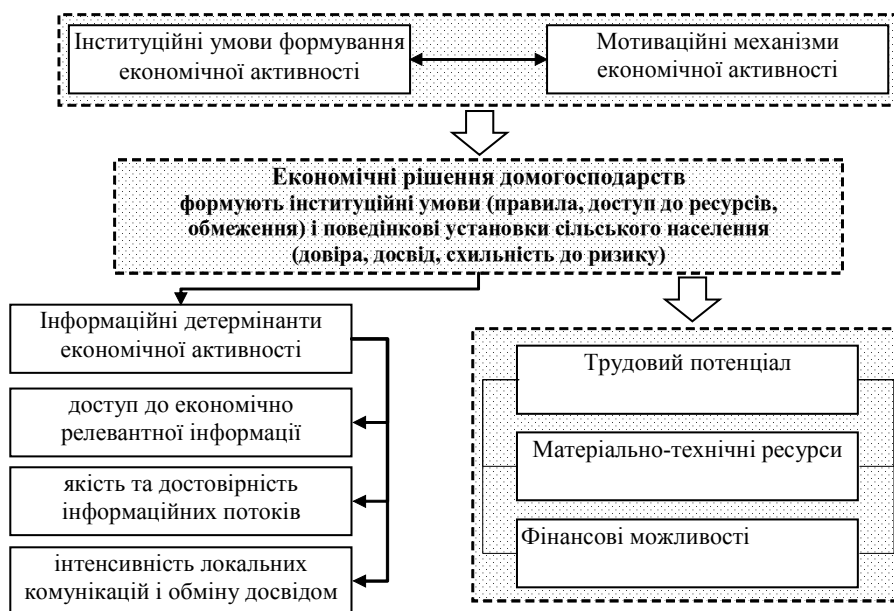 Інституційні умови формування
економічної активності
Мотиваційні механізми
економічної активності
Економічні рішення домогосподарств
формують інституційні умови (правила, доступ до ресурсів,
обмеження) і поведінкові установки сільського населення
(довіра, досвід, схильність до ризику)
Інформаційні детермінанти
економічної активності
доступ до економічно
релевантної інформації
якість та достовірність
інформаційних потоків
інтенсивність локальних
комунікацій і обміну досвідом
Трудовий потенціал
Матеріально-технічні ресурси
Фінансові можливості